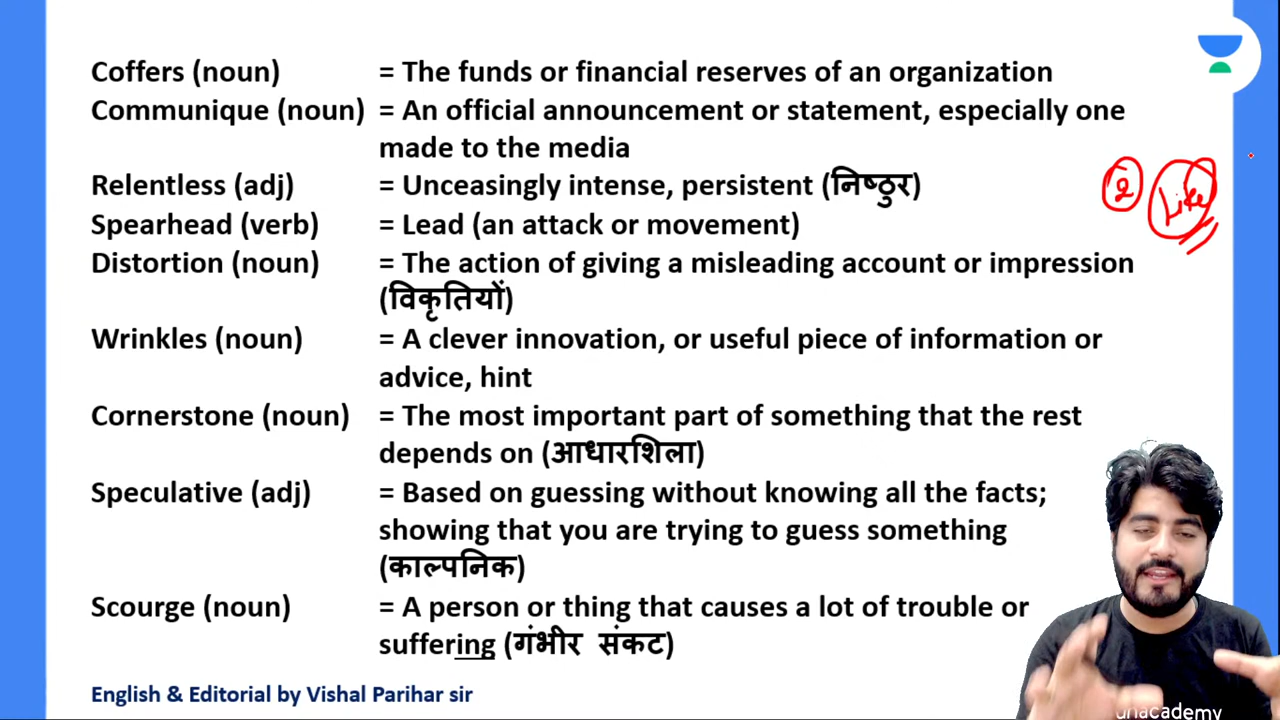 Coffers (noun) = The funds or financial reserves of an organization
Communique (noun) = An official announcement or statement, especially one
made to the media
Relentless (adj) = Unceasingly intense, persistent (निष्ठुर)
2 Like
Spearhead (verb) = Lead (an attack or movement)
Distortion (noun) = The action of giving a misleading account or impression
(विकृतियों)
Wrinkles (noun) = A clever innovation, or useful piece of information or
advice, hint
Cornerstone (noun) = The most important part of something that the rest
depends on (आधारशिला)
Speculative (adj) = Based on guessing without knowing all the facts;
showing that you are trying to guess something
(काल्पनिक)
Scourge (noun) = A person or thing that causes a lot of trouble or
suffering (गंभीर संकट)
English & Editorial by Vishal Parihar sir
unacademy